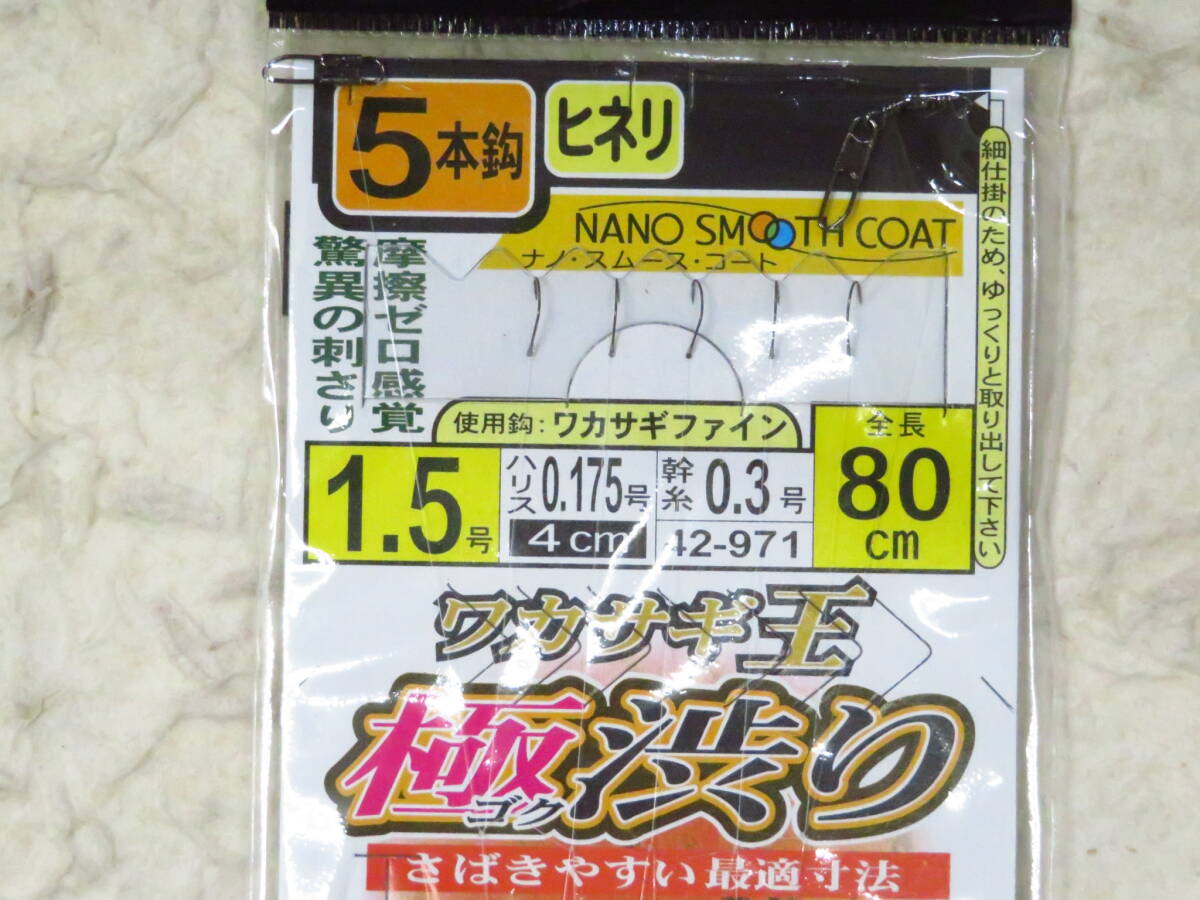 5本鈎
ヒネリ
NANO SMOOTH COAT
ナノ・スムース・コート
摩擦ゼロ感覚
驚異の刺さり
細仕掛のため、ゆっくりと取り出して下さい
使用鈎:ワカサギファイン
1.5号
ハリス 0.175号
4cm
幹糸 0.3号
42-971
全長
80
cm
ワカサギ王
極渋り
ゴク
さばきやすい最適寸法